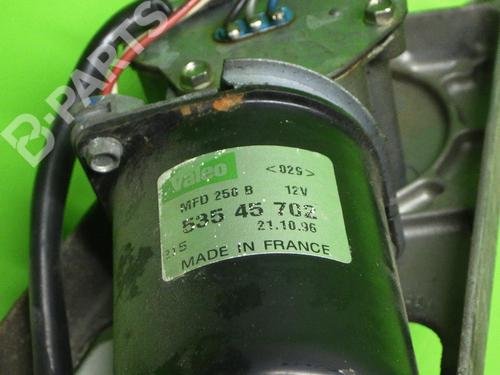 B-PARTS
valeo <029>
MFD 256 B 12V
535 45 702
21.10.96
MADE IN FRANCE